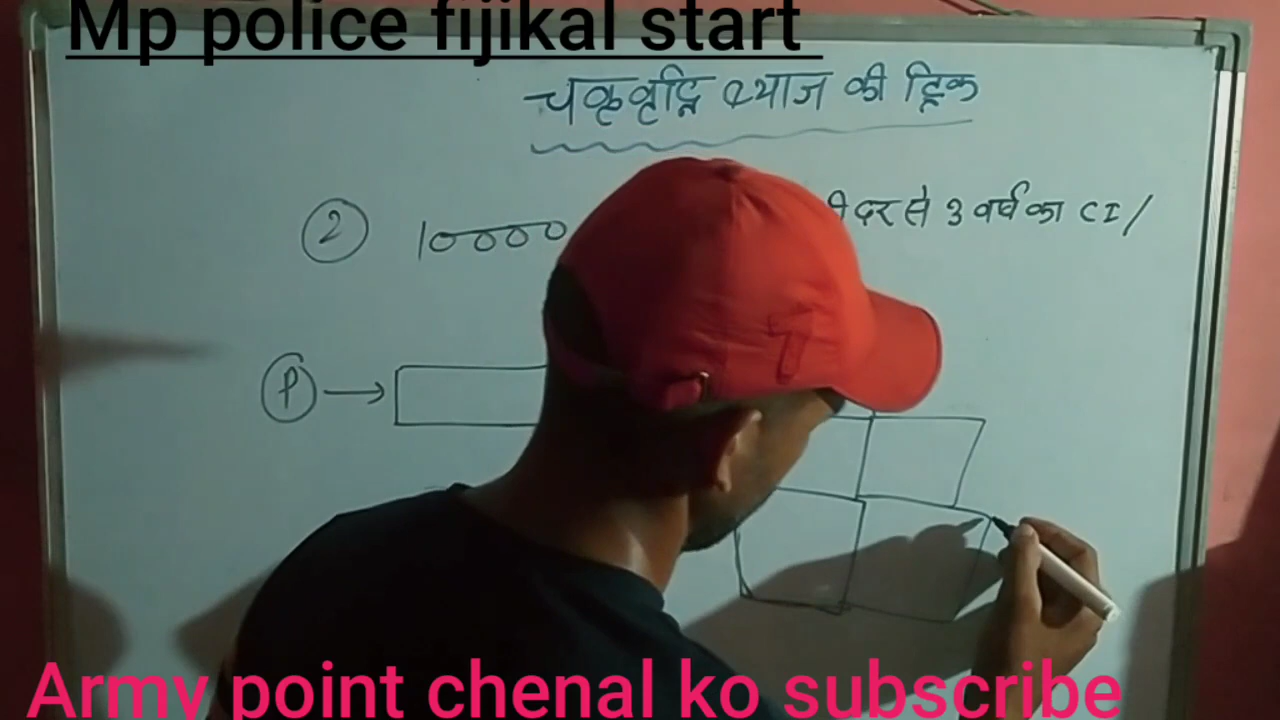 Mp police fijikal start
चक्रवृद्धि ब्याज की ट्रिक
2 10000 की दर से 3 वर्ष का CI/
P →
Army point chenal ko subscribe